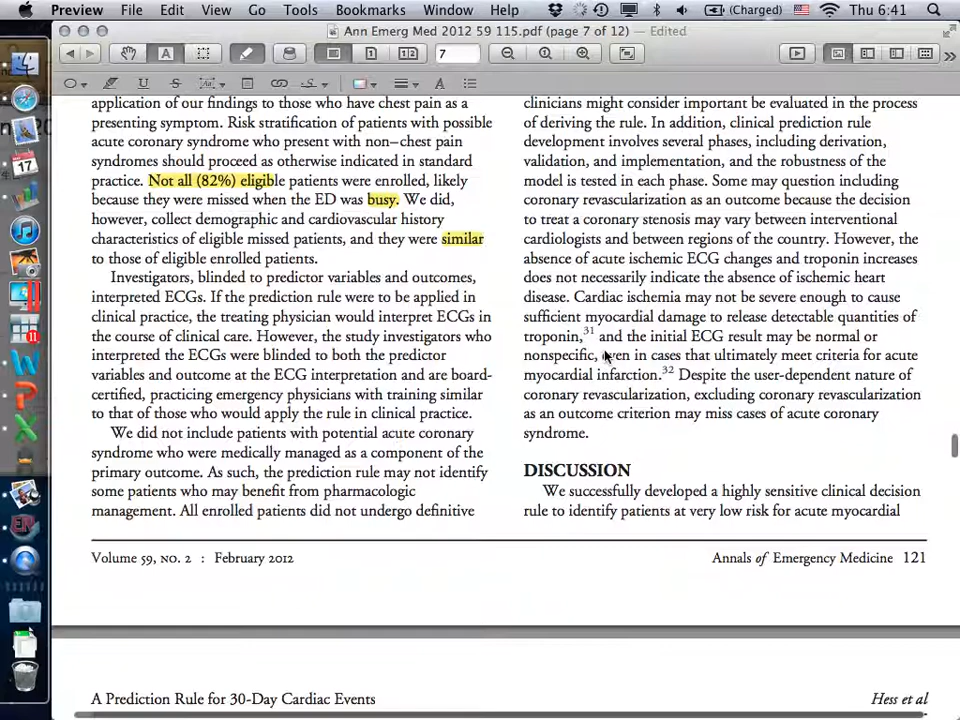 Preview File Edit View Go Tools Bookmarks Window Help (Charged) Thu 6:41
Ann Emerg Med 2012 59 115.pdf (page 7 of 12) — Edited
7
application of our findings to those who have chest pain as a
presenting symptom. Risk stratification of patients with possible
acute coronary syndrome who present with non–chest pain
syndromes should proceed as otherwise indicated in standard
practice. Not all (82%) eligible patients were enrolled, likely
because they were missed when the ED was busy. We did,
however, collect demographic and cardiovascular history
characteristics of eligible missed patients, and they were similar
to those of eligible enrolled patients.
Investigators, blinded to predictor variables and outcomes,
interpreted ECGs. If the prediction rule were to be applied in
clinical practice, the treating physician would interpret ECGs in
the course of clinical care. However, the study investigators who
interpreted the ECGs were blinded to both the predictor
variables and outcome at the ECG interpretation and are board-
certified, practicing emergency physicians with training similar
to that of those who would apply the rule in clinical practice.
We did not include patients with potential acute coronary
syndrome who were medically managed as a component of the
primary outcome. As such, the prediction rule may not identify
some patients who may benefit from pharmacologic
management. All enrolled patients did not undergo definitive
clinicians might consider important be evaluated in the process
of deriving the rule. In addition, clinical prediction rule
development involves several phases, including derivation,
validation, and implementation, and the robustness of the
model is tested in each phase. Some may question including
coronary revascularization as an outcome because the decision
to treat a coronary stenosis may vary between interventional
cardiologists and between regions of the country. However, the
absence of acute ischemic ECG changes and troponin increases
does not necessarily indicate the absence of ischemic heart
disease. Cardiac ischemia may not be severe enough to cause
sufficient myocardial damage to release detectable quantities of
troponin,31 and the initial ECG result may be normal or
nonspecific, even in cases that ultimately meet criteria for acute
myocardial infarction.32 Despite the user-dependent nature of
coronary revascularization, excluding coronary revascularization
as an outcome criterion may miss cases of acute coronary
syndrome.
DISCUSSION
We successfully developed a highly sensitive clinical decision
rule to identify patients at very low risk for acute myocardial
Volume 59, NO. 2 : February 2012
Annals of Emergency Medicine 121
A Prediction Rule for 30-Day Cardiac Events
Hess et al
17
11